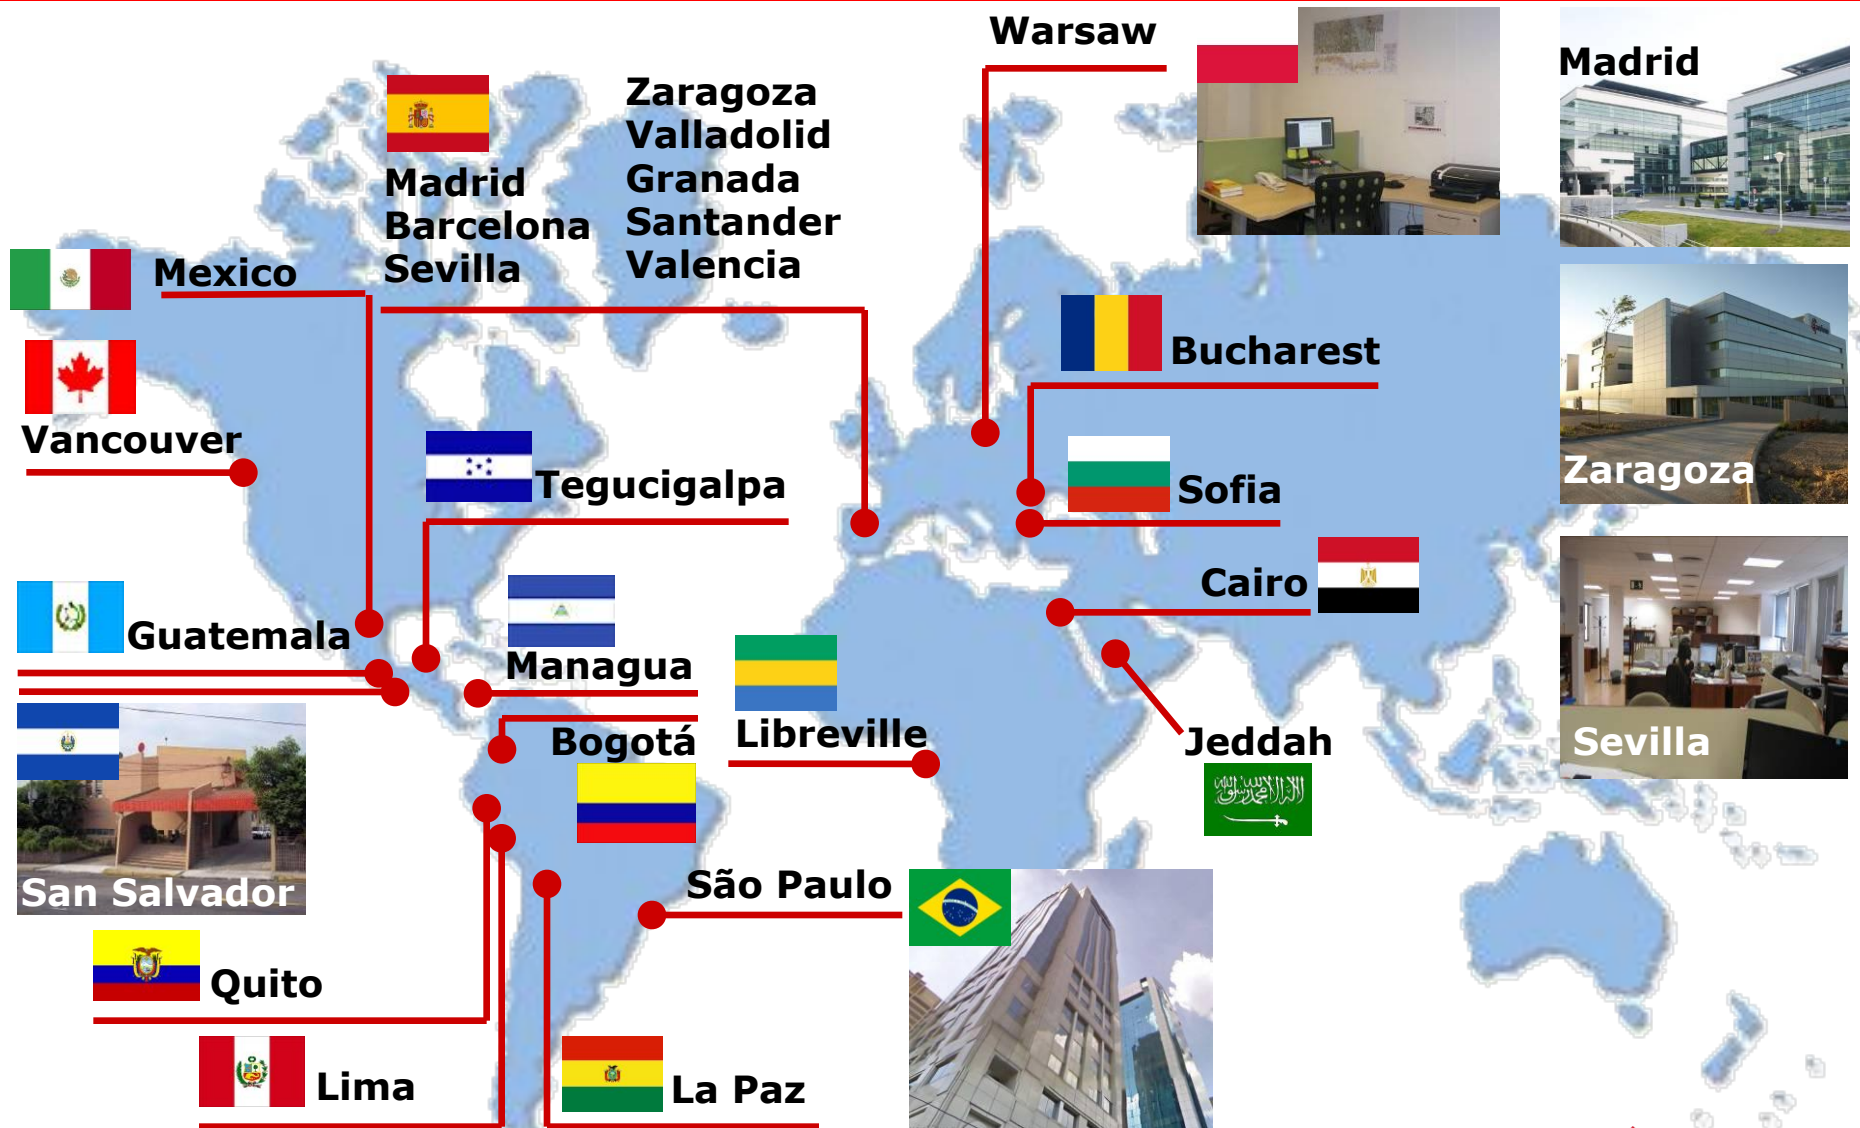 Warsaw
Madrid
Zaragoza
Valladolid
Granada
Santander
Valencia
Madrid
Barcelona
Sevilla
Mexico
Bucharest
Vancouver
Zaragoza
Tegucigalpa
Sofia
Cairo
Guatemala
Managua
Bogotá
Libreville
Jeddah
Sevilla
San Salvador
São Paulo
Quito
Lima
La Paz